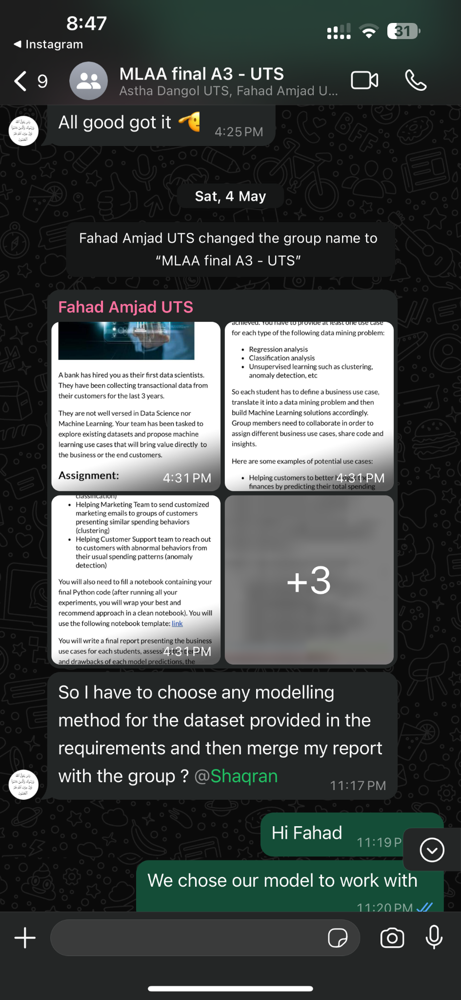 8:47
31
Instagram
9
MLAA final A3 - UTS
Astha Dangol UTS, Fahad Amjad U...
All good got it
4:25 PM
Sat, 4 May
Fahad Amjad UTS changed the group name to
“MLAA final A3 - UTS”
Fahad Amjad UTS
A bank has hired you as their first data scientists.
They have been collecting transactional data from
their customers for the last 3 years.
They are not well versed in Data Science nor
Machine Learning. Your team has been tasked to
explore existing datasets and propose machine
learning use cases that will bring value directly to
the business or the end customers.
Assignment:
4:31 PM
achieved. You have to provide at least one use case
for each type of the following data mining problem:
• Regression analysis
• Classification analysis
• Unsupervised learning such as clustering,
anomaly detection, etc
So each student has to define a business use case,
translate it into a data mining problem and then
build Machine Learning solutions accordingly.
Group members need to collaborate in order to
assign different business use cases, share code and
insights.
Here are some examples of potential use cases:
• Helping customers to better budget their
4:31 PM
finances by predicting their total spending
classification)
• Helping Marketing Team to send customized
marketing emails to groups of customers
presenting similar spending behaviors
(clustering)
• Helping Customer Support team to reach out
to customers with abnormal behaviors from
their usual spending patterns (anomaly
detection)
You will also need to fill a notebook containing your
final Python code (after running all your
experiments, you will wrap your best and
recommend approach in a clean notebook). You will
use the following notebook template: link
You will write a final report presenting the business
use cases for each students, assessing the
4:31 PM
and drawbacks of each model predictions, the
+3
So I have to choose any modelling
method for the dataset provided in the
requirements and then merge my report
with the group ? @Shaqran
11:17 PM
Hi Fahad
11:19 P
We chose our model to work with
11:20 PM